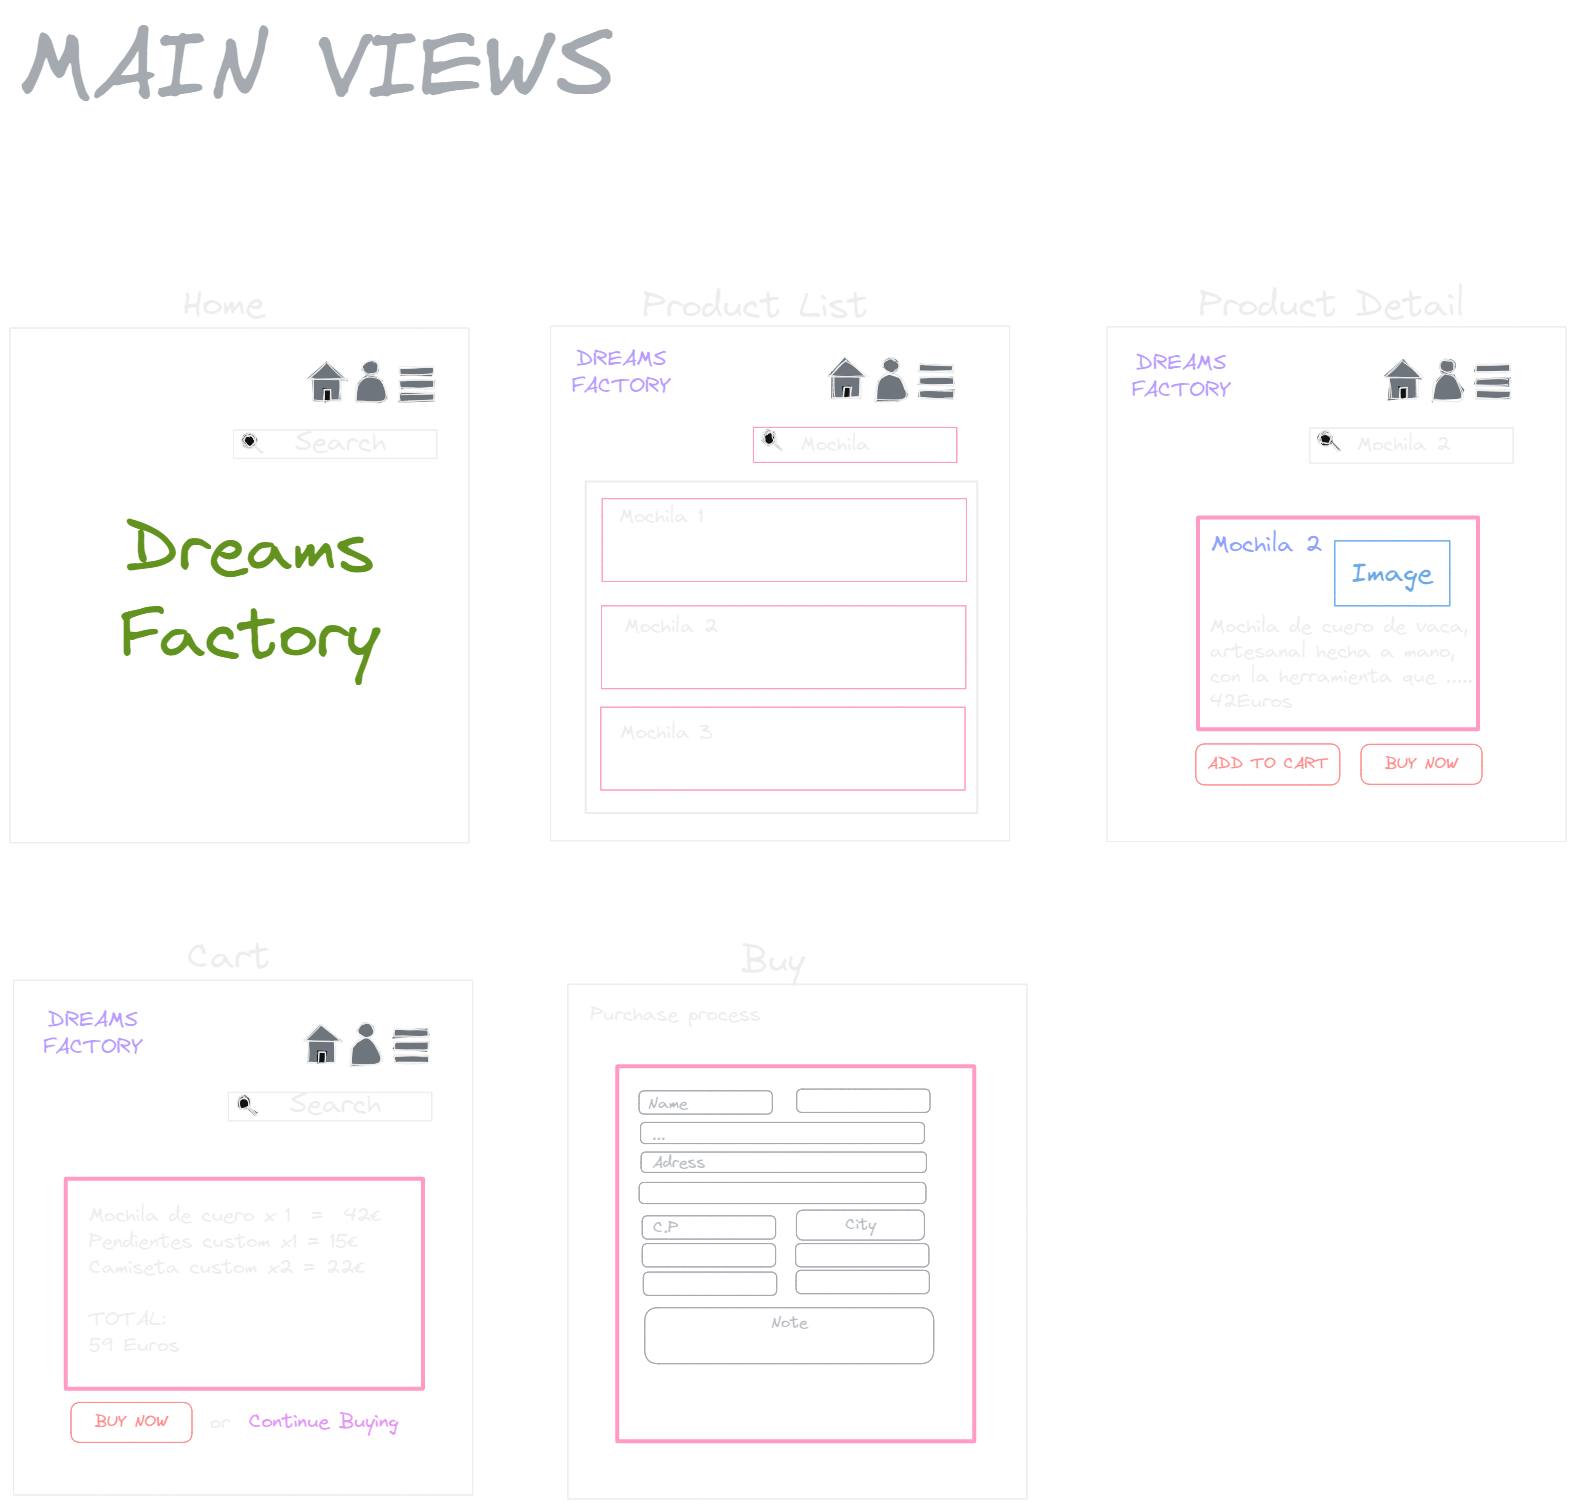 MAIN VIEWS
Home
Search
Dreams
Factory
Product List
DREAMS
FACTORY
Mochila
Mochila 1
Mochila 2
Mochila 3
Product Detail
DREAMS
FACTORY
Mochila 2
Mochila 2
Image
Mochila de cuero de vaca,
artesanal hecha a mano,
con la herramienta que .....
42Euros
ADD TO CART
BUY NOW
Cart
DREAMS
FACTORY
Search
Mochila de cuero x 1 = 42€
Pendientes custom x1 = 15€
Camiseta custom x2 = 22€
TOTAL:
59 Euros
BUY NOW or Continue Buying
Buy
Purchase process
Name
...
Adress
C.P
City
Note